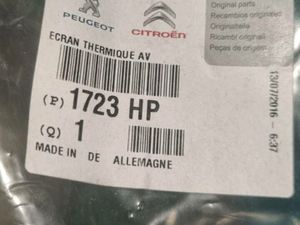 PEUGEOT
CITROËN
Original parts
Recambios originales
Originalteile
Ricambi originali
Peças de origem
ECRAN THERMIQUE AV
(P) 1723 HP
(Q) 1
MADE IN DE ALLEMAGNE
13/07/2016 - 6:37